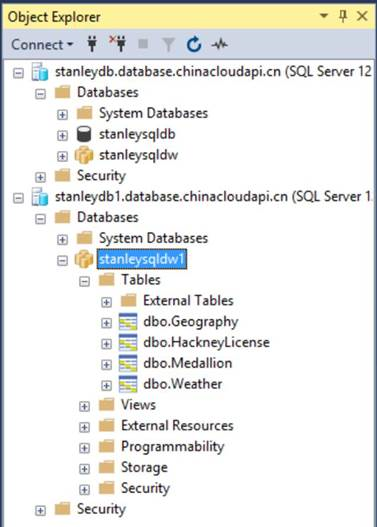 Object Explorer
Connect
stanleydb.database.chinacloudapi.cn (SQL Server 12
Databases
System Databases
stanleysqldb
stanleysqldw
Security
stanleydb1.database.chinacloudapi.cn (SQL Server 1
Databases
System Databases
stanleysqldw1
Tables
External Tables
dbo.Geography
dbo.HackneyLicense
dbo.Medallion
dbo.Weather
Views
External Resources
Programmability
Storage
Security
Security